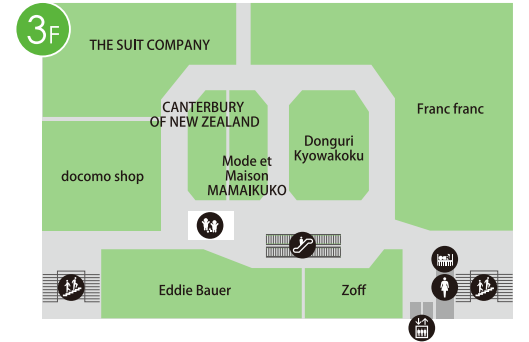 3F
THE SUIT COMPANY
CANTERBURY
OF NEW ZEALAND
Franc franc
Donguri
Kyowakoku
Mode et
Maison
MAMAIKUKO
docomo shop
Eddie Bauer
Zoff